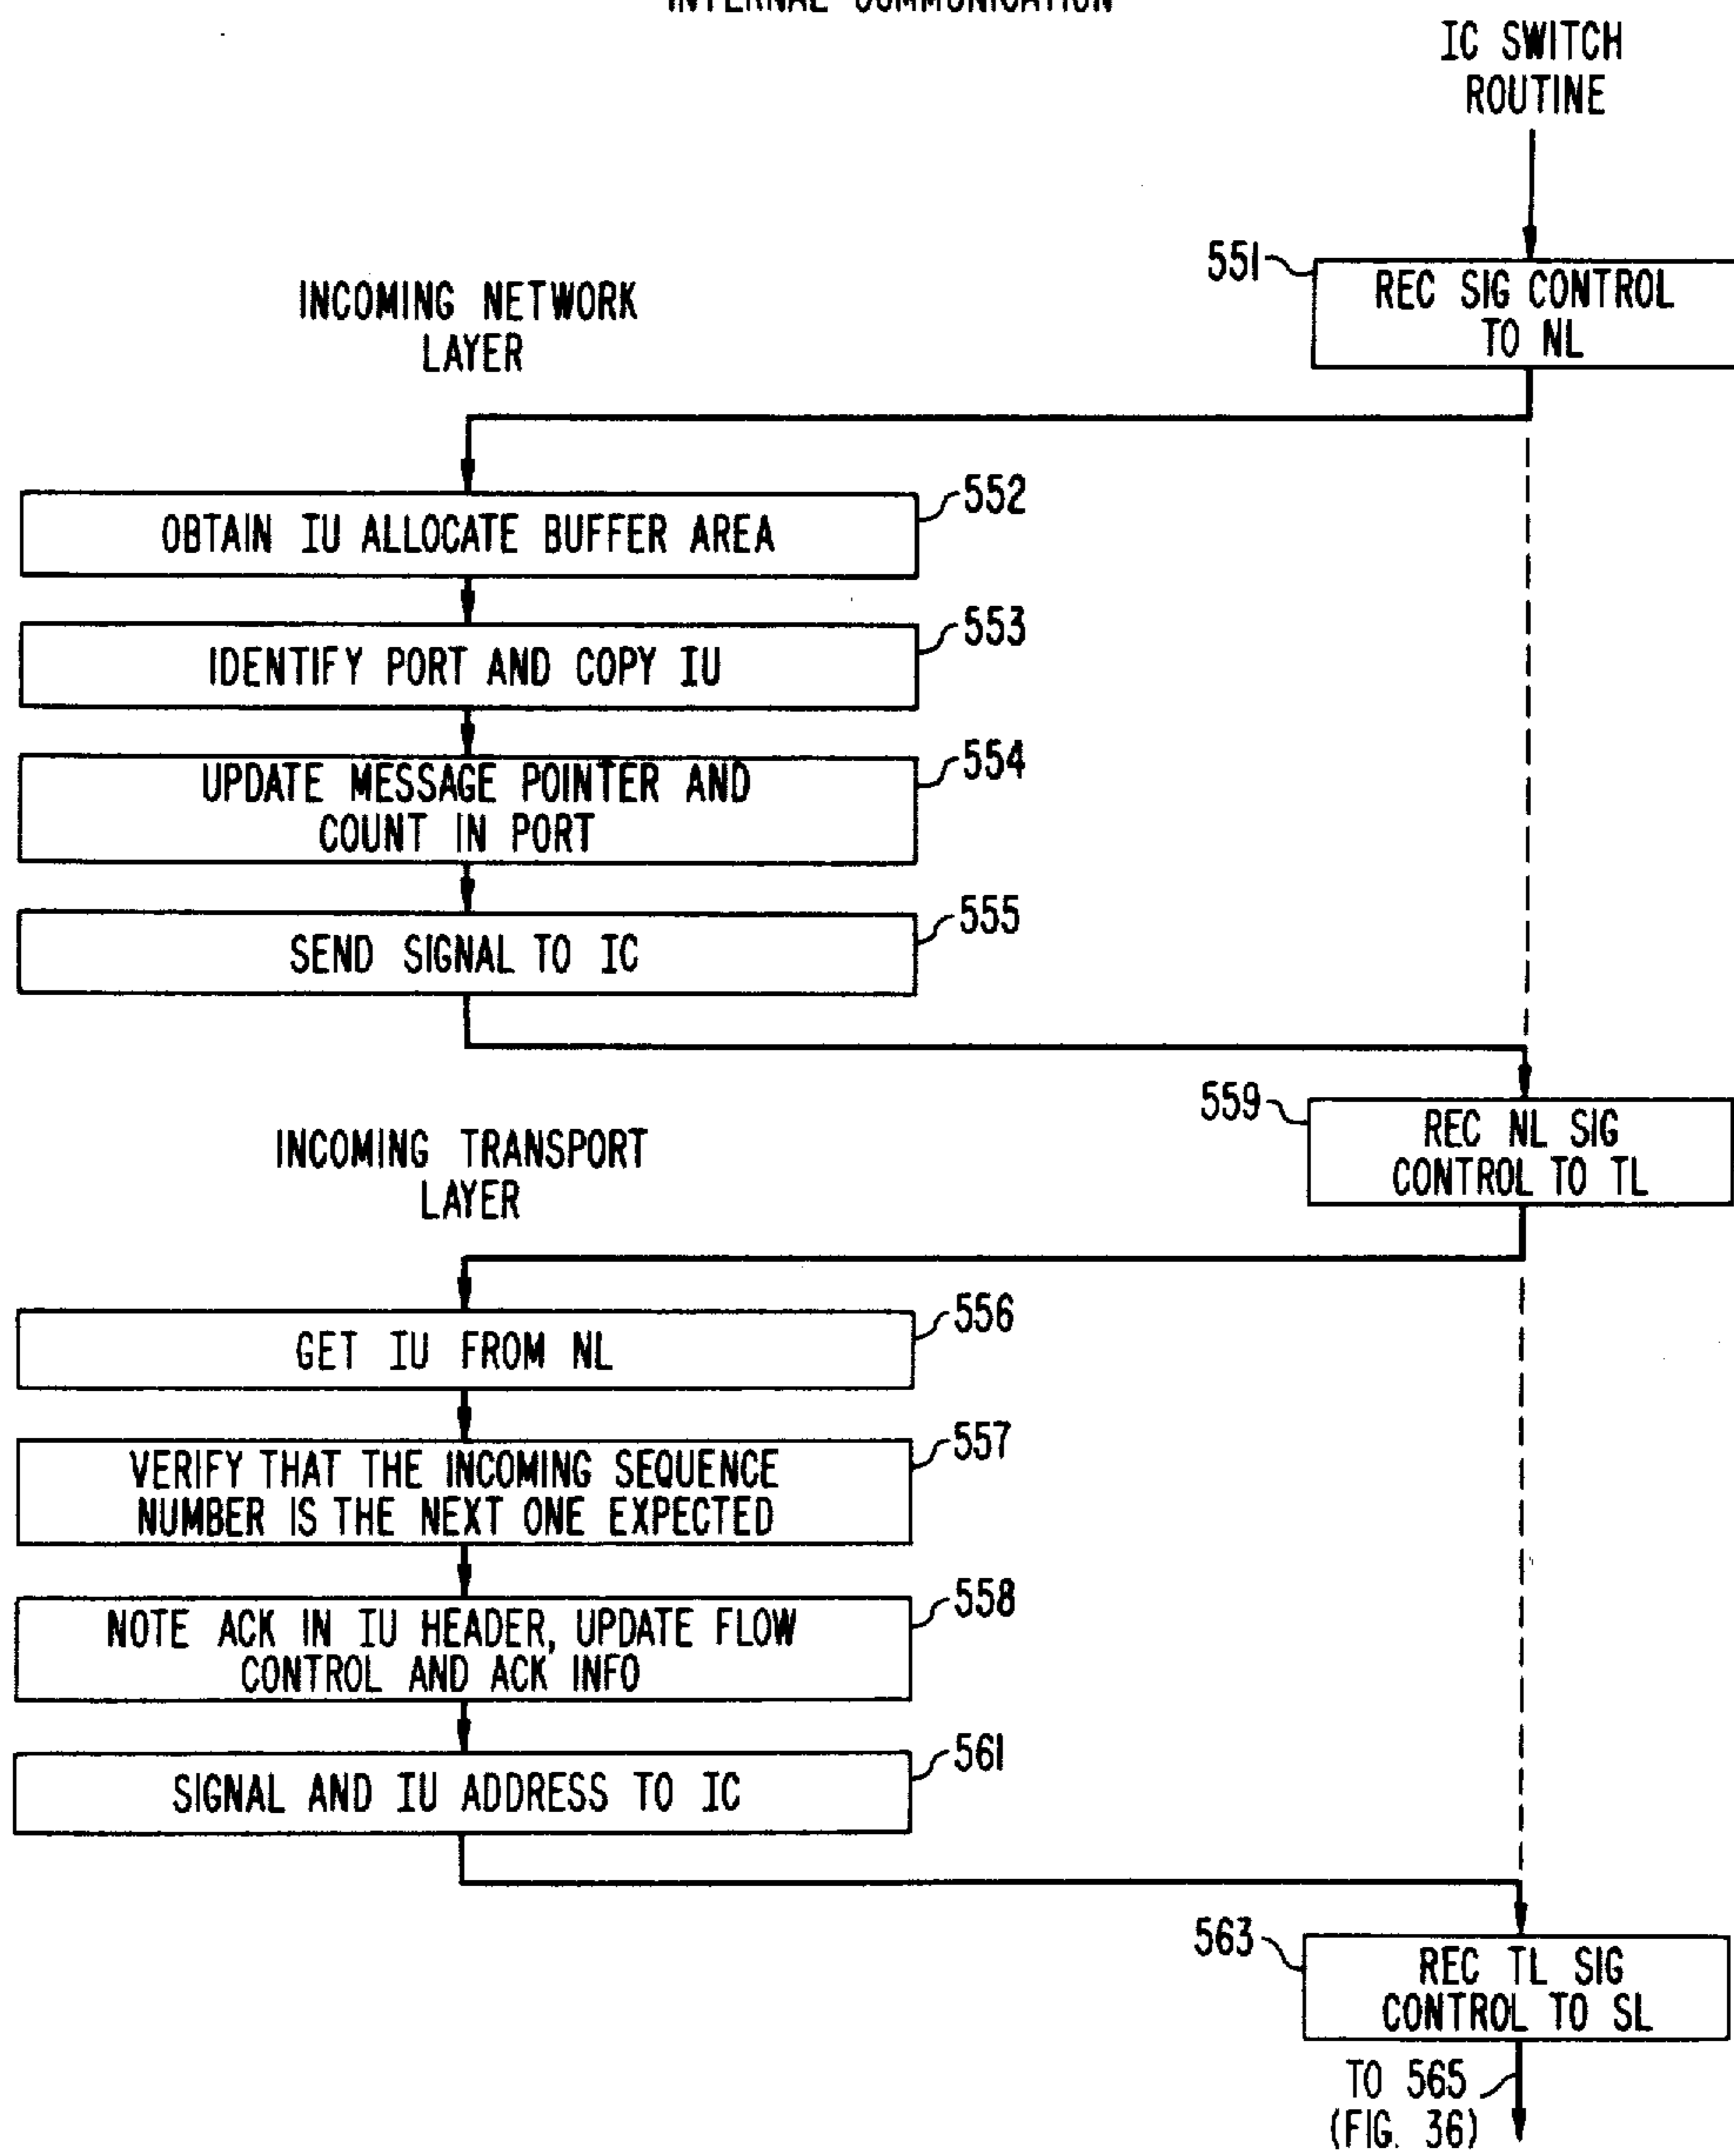 INTERNAL COMMUNICATION
IC SWITCH
ROUTINE
551
REC SIG CONTROL
TO NL
INCOMING NETWORK
LAYER
552
OBTAIN IU ALLOCATE BUFFER AREA
553
IDENTIFY PORT AND COPY IU
554
UPDATE MESSAGE POINTER AND
COUNT IN PORT
555
SEND SIGNAL TO IC
559
REC NL SIG
CONTROL TO TL
INCOMING TRANSPORT
LAYER
556
GET IU FROM NL
557
VERIFY THAT THE INCOMING SEQUENCE
NUMBER IS THE NEXT ONE EXPECTED
558
NOTE ACK IN IU HEADER, UPDATE FLOW
CONTROL AND ACK INFO
561
SIGNAL AND IU ADDRESS TO IC
563
REC TL SIG
CONTROL TO SL
TO 565
(FIG. 36)